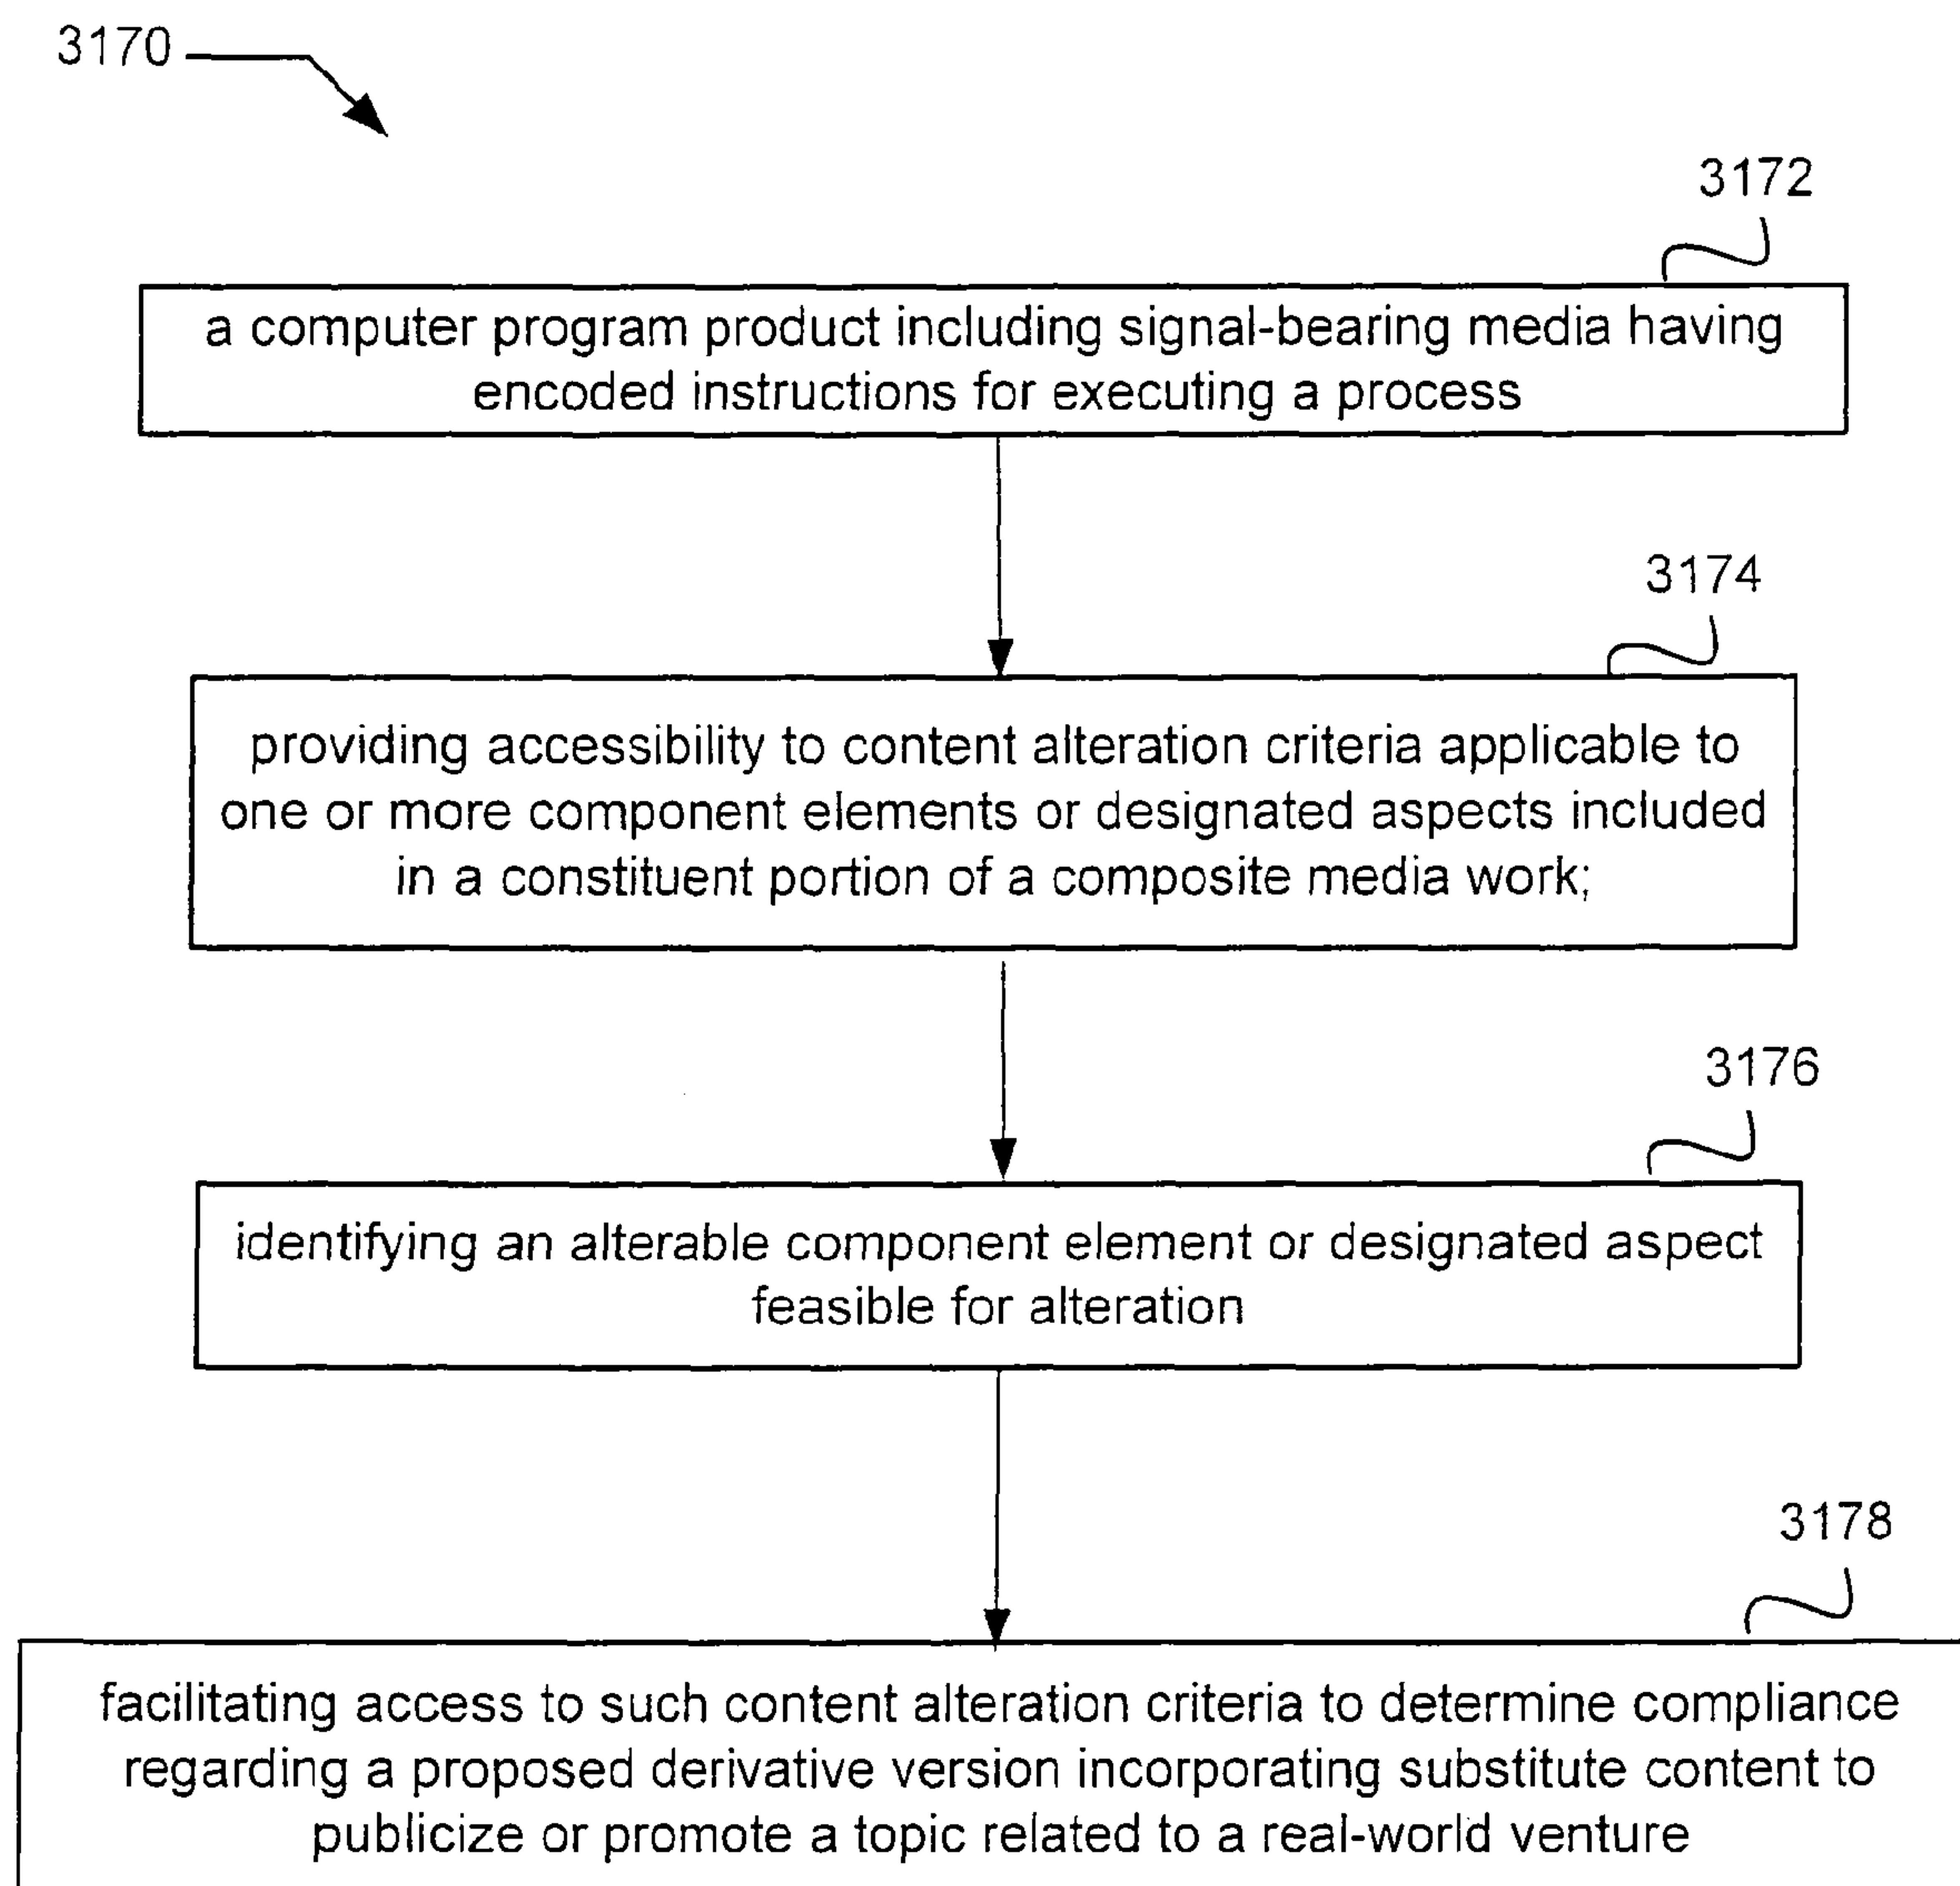 3170
3172
a computer program product including signal-bearing media having
encoded instructions for executing a process
3174
providing accessibility to content alteration criteria applicable to
one or more component elements or designated aspects included
in a constituent portion of a composite media work;
3176
identifying an alterable component element or designated aspect
feasible for alteration
3178
facilitating access to such content alteration criteria to determine compliance
regarding a proposed derivative version incorporating substitute content to
publicize or promote a topic related to a real-world venture